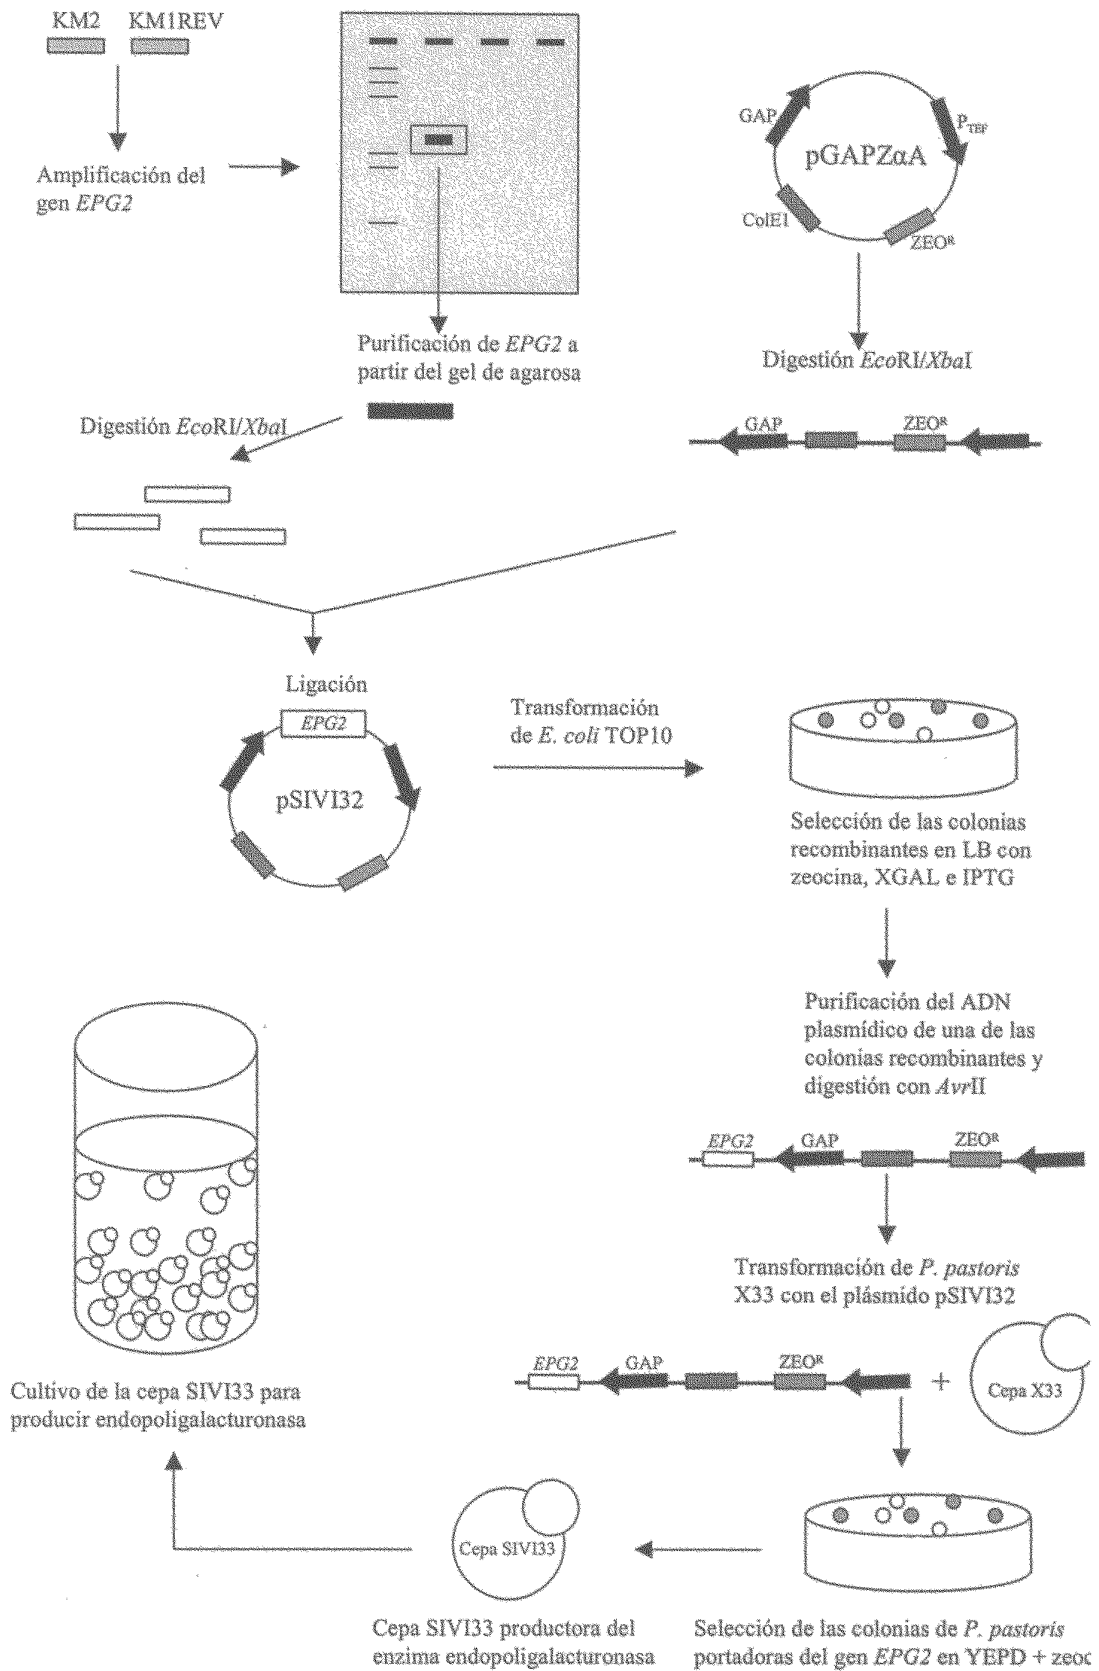 KM2 KM1REV
Amplificación del
gen EPG2
GAP
PTEF
pGAPZαA
ColE1
ZEOR
Purificación de EPG2 a
partir del gel de agarosa
Digestión EcoRI/XbaI
Digestión EcoRI/XbaI
GAP ZEOR
Ligación
EPG2
pSIVI32
Transformación
de E. coli TOP10
Selección de las colonias
recombinantes en LB con
zeocina, XGAL e IPTG
Purificación del ADN
plasmídico de una de las
colonias recombinantes y
digestión con AvrII
EPG2 GAP ZEOR
Transformación de P. pastoris
X33 con el plásmido pSIVI32
EPG2 GAP ZEOR
+
Cepa X33
Cultivo de la cepa SIVI33 para
producir endopoligalacturonasa
Cepa SIVI33
Cepa SIVI33 productora del
enzima endopoligalacturonasa
Selección de las colonias de P. pastoris
portadoras del gen EPG2 en YEPD + zeoc